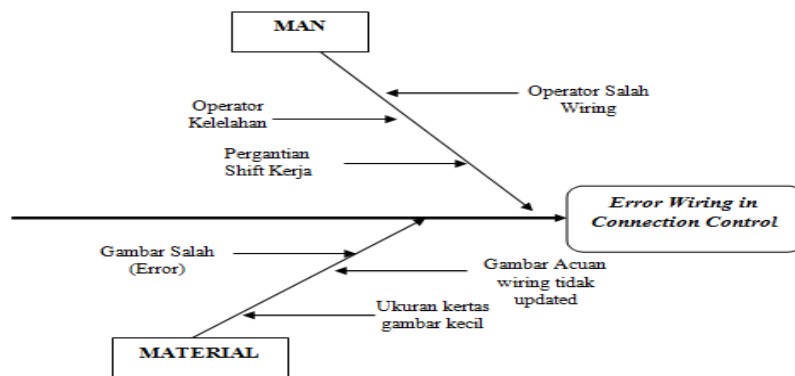 MAN
Operator Salah
Wiring
Operator
Kelelahan
Pergantian
Shift Kerja
Error Wiring in
Connection Control
Gambar Salah
(Error)
Gambar Acuan
wiring tidak
updated
Ukuran kertas
gambar kecil
MATERIAL